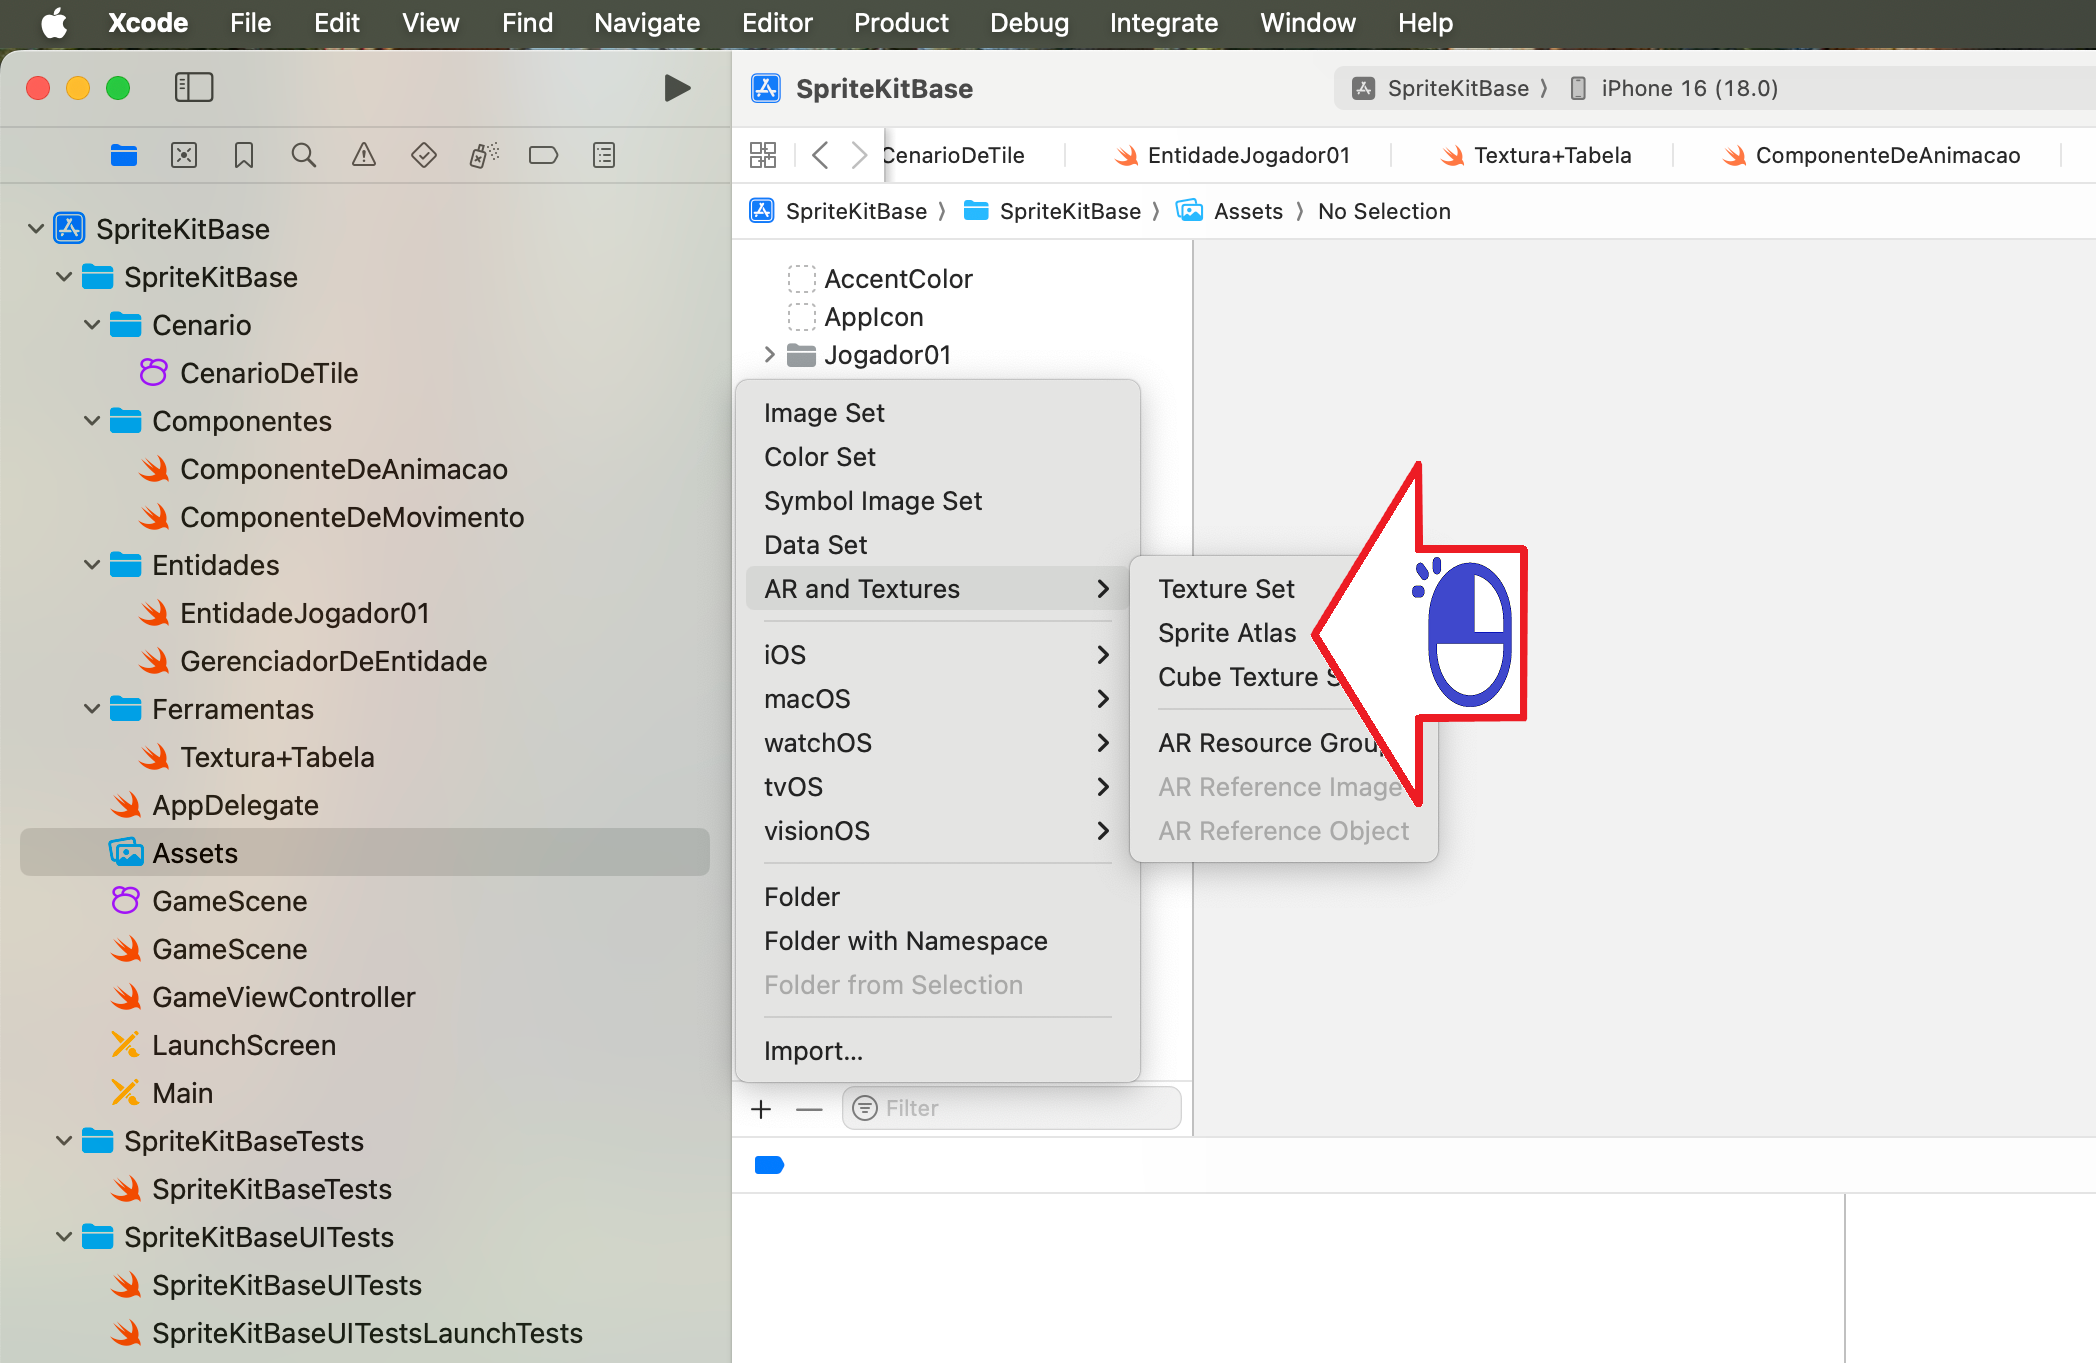 Xcode File Edit View Find Navigate Editor Product Debug Integrate Window Help
SpriteKitBase
SpriteKitBase 〉 iPhone 16 (18.0)
CenarioDeTile
EntidadeJogador01
Textura+Tabela
ComponenteDeAnimacao
SpriteKitBase 〉 SpriteKitBase 〉 Assets 〉 No Selection
SpriteKitBase
SpriteKitBase
Cenario
CenarioDeTile
Componentes
ComponenteDeAnimacao
ComponenteDeMovimento
Entidades
EntidadeJogador01
GerenciadorDeEntidade
Ferramentas
Textura+Tabela
AppDelegate
Assets
GameScene
GameScene
GameViewController
LaunchScreen
Main
SpriteKitBaseTests
SpriteKitBaseTests
SpriteKitBaseUITests
SpriteKitBaseUITests
SpriteKitBaseUITestsLaunchTests
AccentColor
AppIcon
Jogador01
Image Set
Color Set
Symbol Image Set
Data Set
AR and Textures
iOS
macOS
watchOS
tvOS
visionOS
Folder
Folder with Namespace
Folder from Selection
Import...
Texture Set
Sprite Atlas
Cube Texture S
AR Resource Group
AR Reference Image
AR Reference Object
Filter